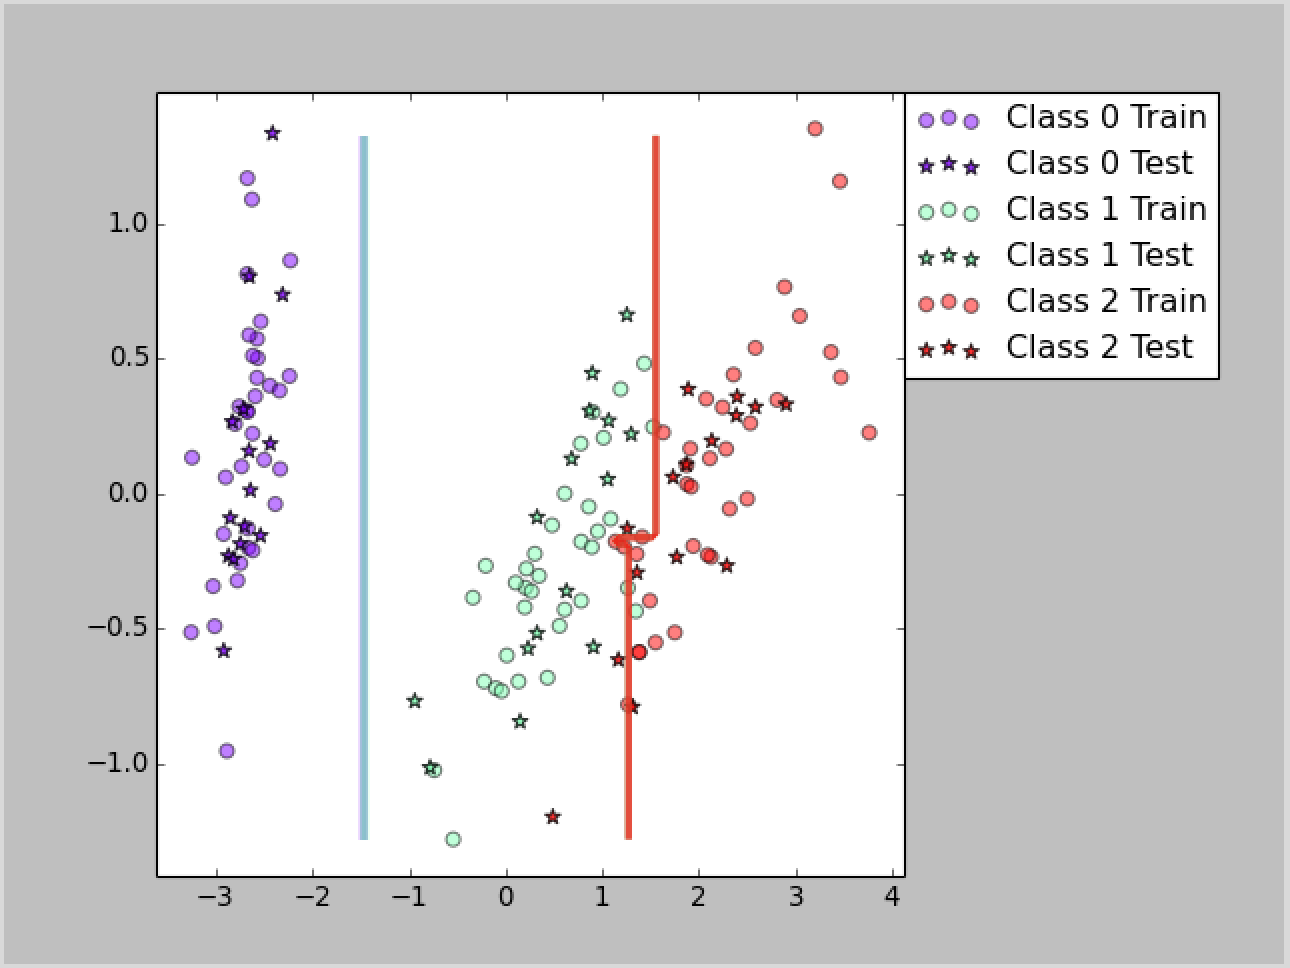 Class 0 Train
Class 0 Test
Class 1 Train
Class 1 Test
Class 2 Train
Class 2 Test
1.0
0.5
0.0
−0.5
−1.0
−3 −2 −1 0 1 2 3 4